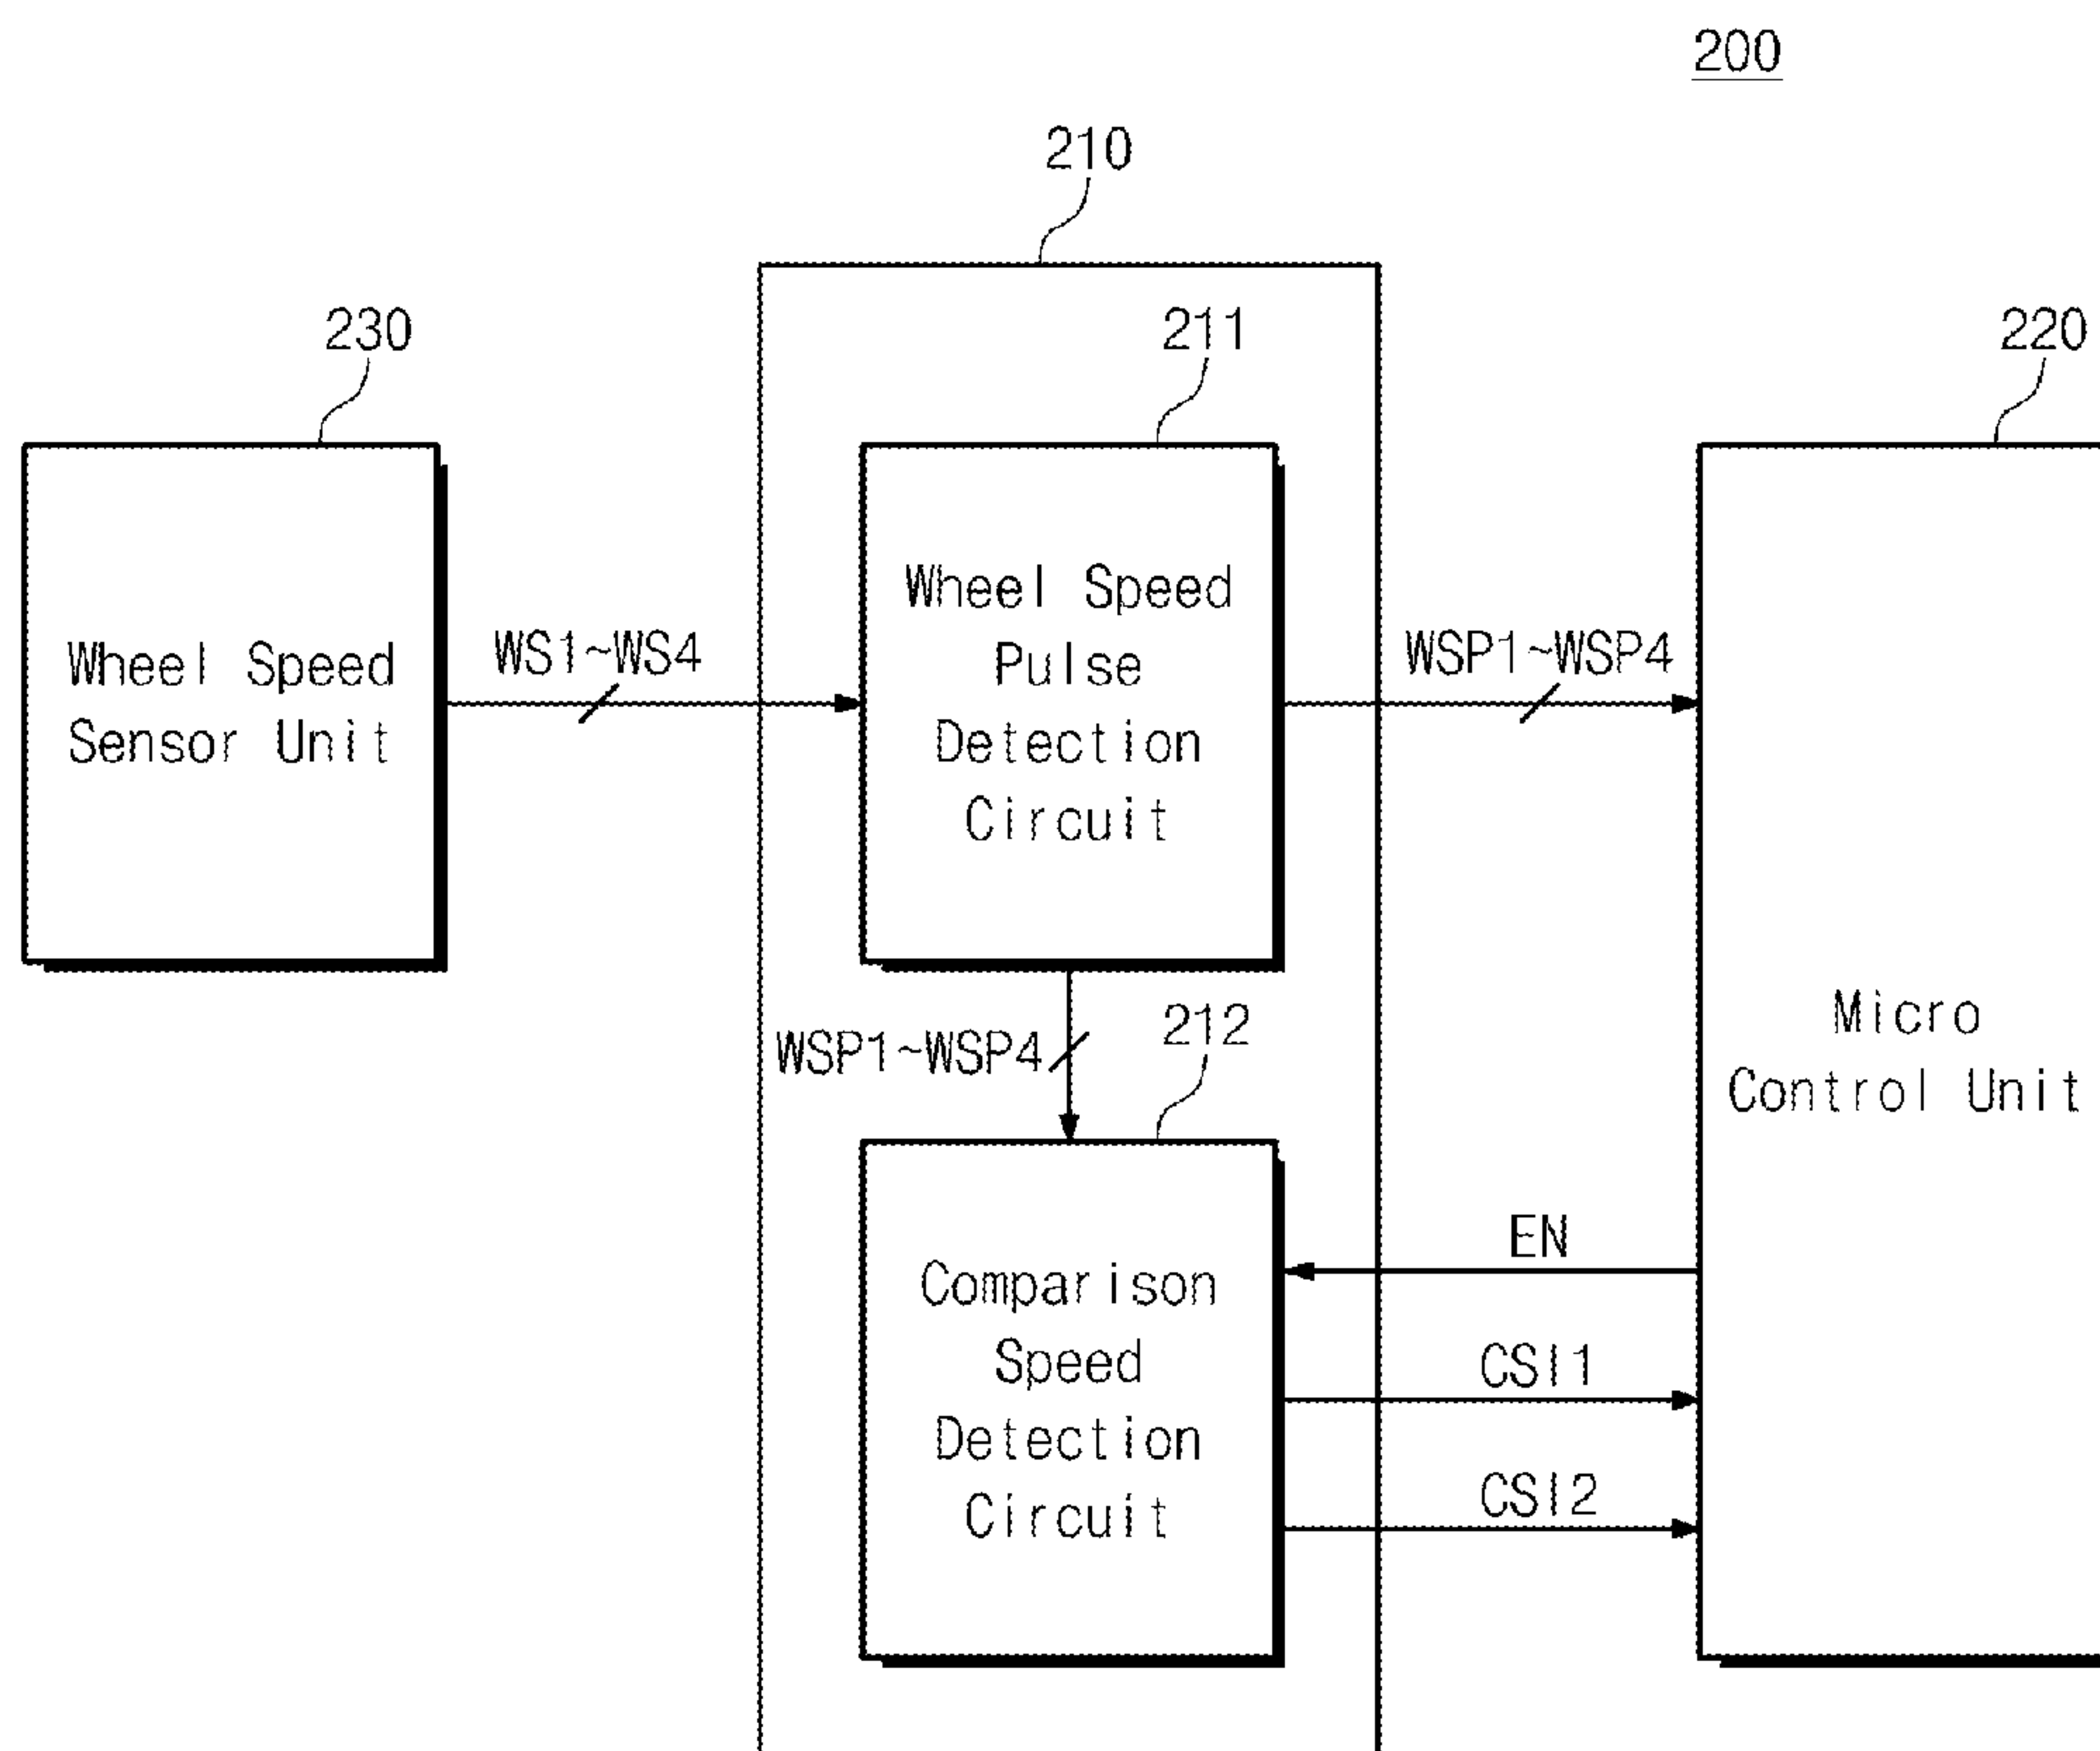 200
210
230
211
220
Wheel Speed
Sensor Unit
WS1~WS4
Wheel Speed
Pulse
Detection
Circuit
WSP1~WSP4
Micro
Control Unit
WSP1~WSP4
212
Comparison
Speed
Detection
Circuit
EN
CSI1
CSI2